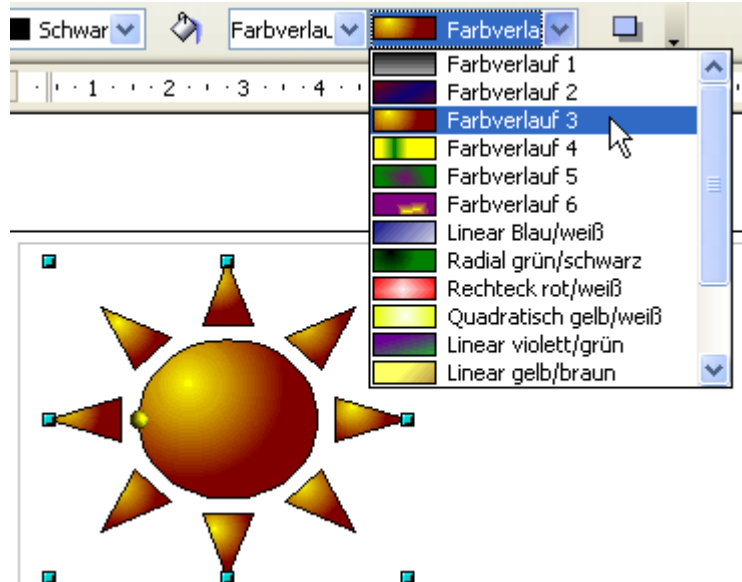 Schwar Farbverlau Farbverla
1 2 3 4
Farbverlauf 1
Farbverlauf 2
Farbverlauf 3
Farbverlauf 4
Farbverlauf 5
Farbverlauf 6
Linear Blau/weiß
Radial grün/schwarz
Rechteck rot/weiß
Quadratisch gelb/weiß
Linear violett/grün
Linear gelb/braun